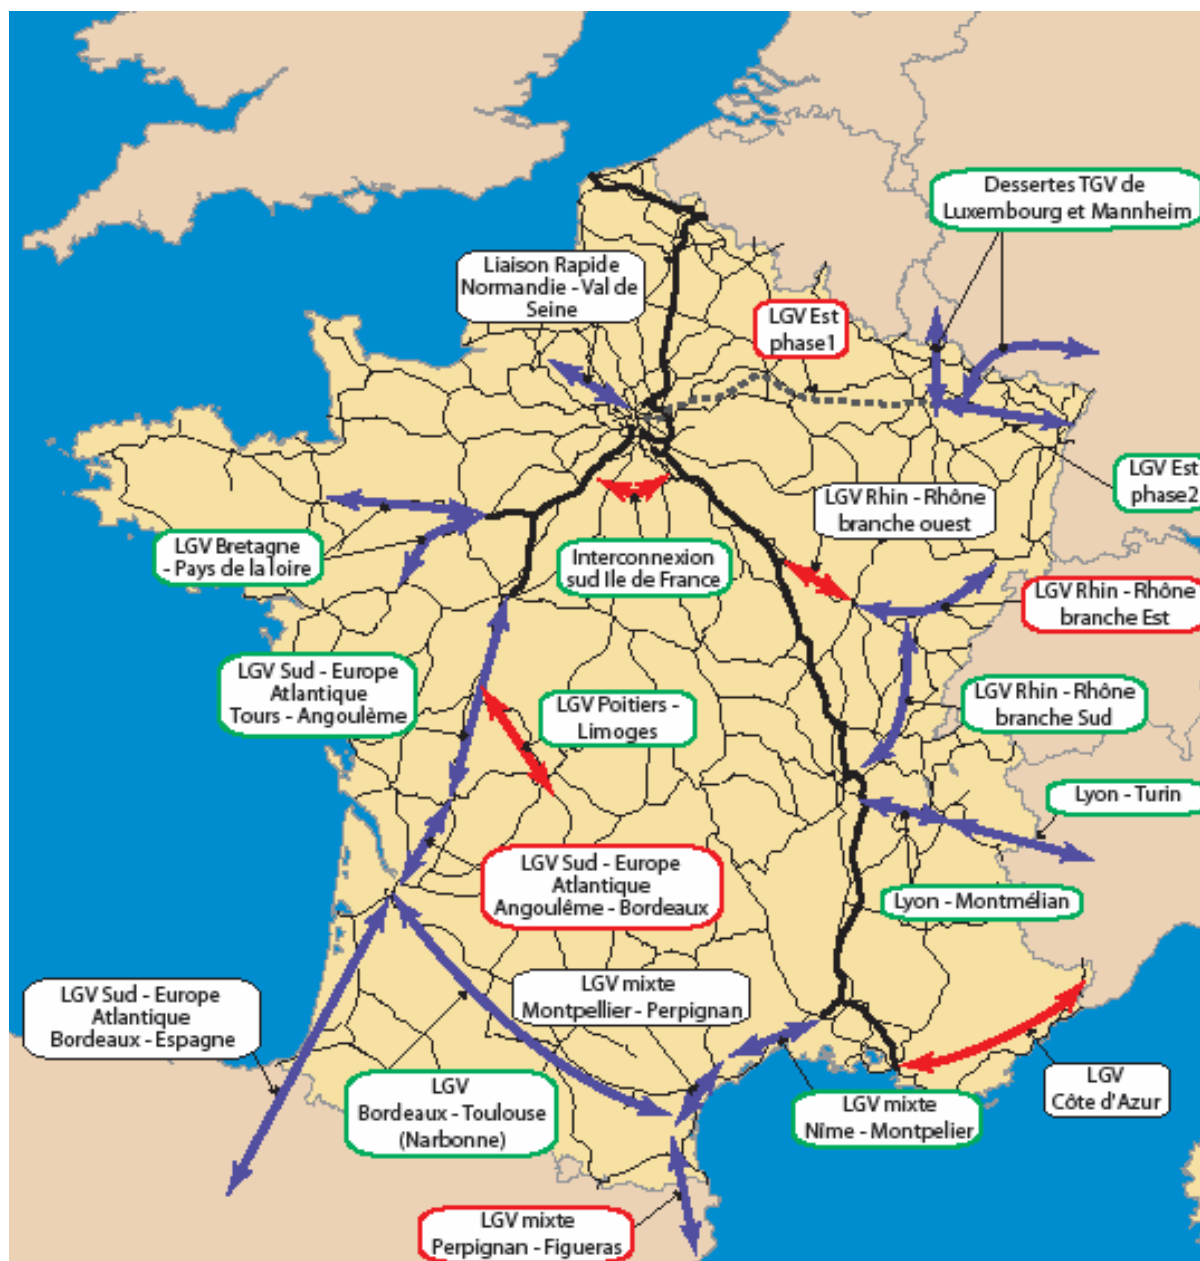 Dessertes TGV de
Luxembourg et Mannheim
Liaison Rapide
Normandie - Val de
Seine
LGV Est
phase1
LGV Est
phase2
LGV Rhin - Rhône
branche ouest
LGV Bretagne
- Pays de la loire
Interconnexion
sud Ile de France
LGV Rhin - Rhône
branche Est
LGV Sud - Europe
Atlantique
Tours - Angoulême
LGV Poitiers -
Limoges
LGV Rhin - Rhône
branche Sud
Lyon - Turin
LGV Sud - Europe
Atlantique
Angoulême - Bordeaux
Lyon - Montmélian
LGV Sud - Europe
Atlantique
Bordeaux - Espagne
LGV mixte
Montpellier - Perpignan
LGV
Bordeaux - Toulouse
(Narbonne)
LGV mixte
Nîme - Montpelier
LGV
Côte d'Azur
LGV mixte
Perpignan - Figueras